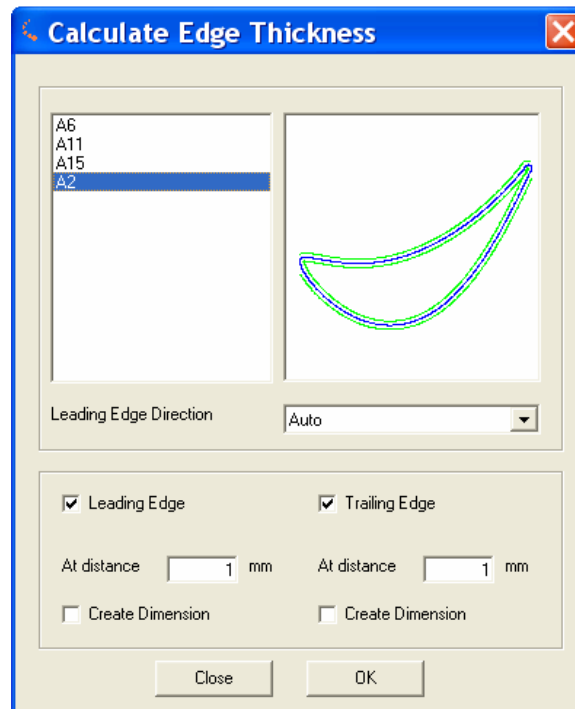 Calculate Edge Thickness
A6
A11
A15
A2
Leading Edge Direction Auto
Leading Edge Trailing Edge
At distance 1 mm At distance 1 mm
Create Dimension Create Dimension
Close OK